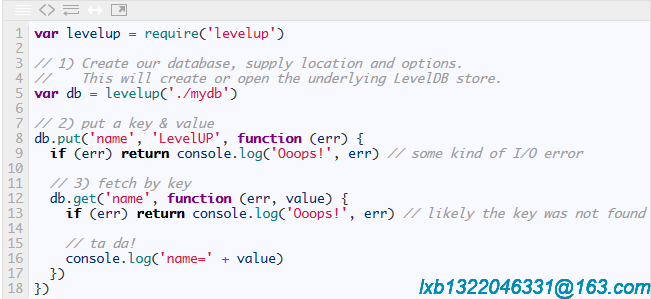 1 var levelup = require('levelup')
2
3 // 1) Create our database, supply location and options.
4 //    This will create or open the underlying LevelDB store.
5 var db = levelup('./mydb')
6
7 // 2) put a key & value
8 db.put('name', 'LevelUP', function (err) {
9   if (err) return console.log('Ooops!', err) // some kind of I/O error
10
11   // 3) fetch by key
12   db.get('name', function (err, value) {
13     if (err) return console.log('Ooops!', err) // likely the key was not found
14
15     // ta da!
16     console.log('name=' + value)
17   })
18 })
lxb1322046331@163.com